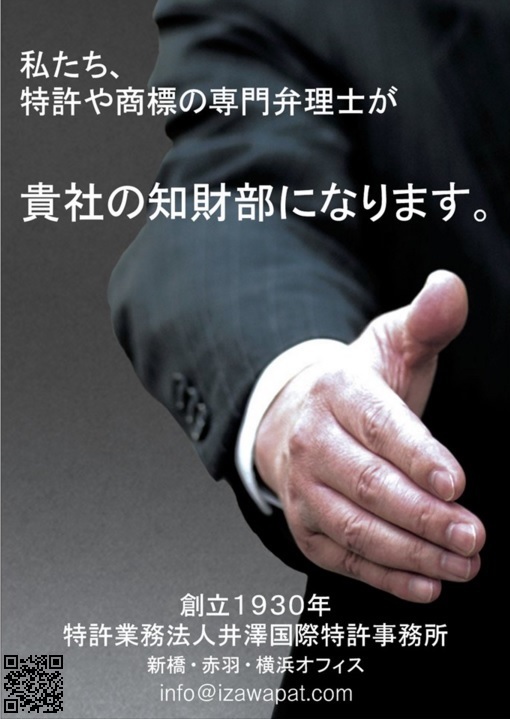 私たち、
特許や商標の専門弁理士が
貴社の知財部になります。
創立1930年
特許業務法人井澤国際特許事務所
新橋・赤羽・横浜オフィス
info@izawapat.com